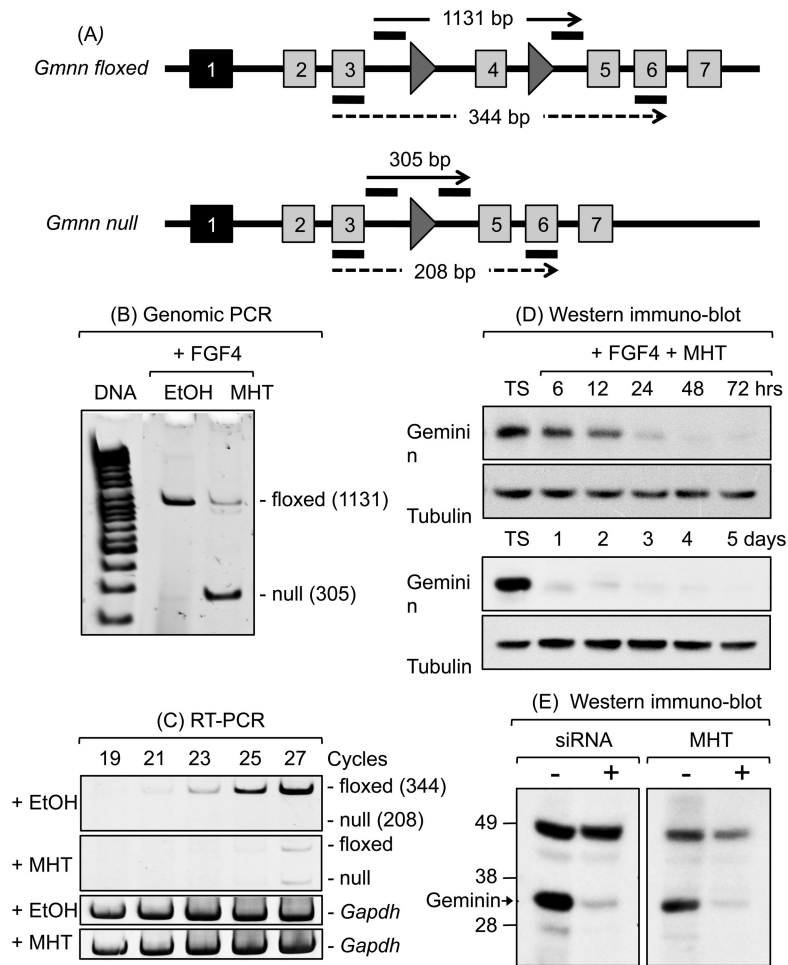 (A)
1131 bp
Gmnn floxed
1 2 3 4 5 6 7
344 bp
305 bp
Gmnn null
1 2 3 5 6 7
208 bp
(B) Genomic PCR
+ FGF4
DNA EtOH MHT
- floxed (1131)
- null (305)
(C) RT-PCR
19 21 23 25 27 Cycles
+ EtOH
- floxed (344)
- null (208)
+ MHT
- floxed
- null
+ EtOH - Gapdh
+ MHT - Gapdh
(D) Western immuno-blot
+ FGF4 + MHT
TS 6 12 24 48 72 hrs
Gemini
n
Tubulin
TS 1 2 3 4 5 days
Gemini
n
Tubulin
(E) Western immuno-blot
siRNA MHT
- + - +
49
38
Geminin
28